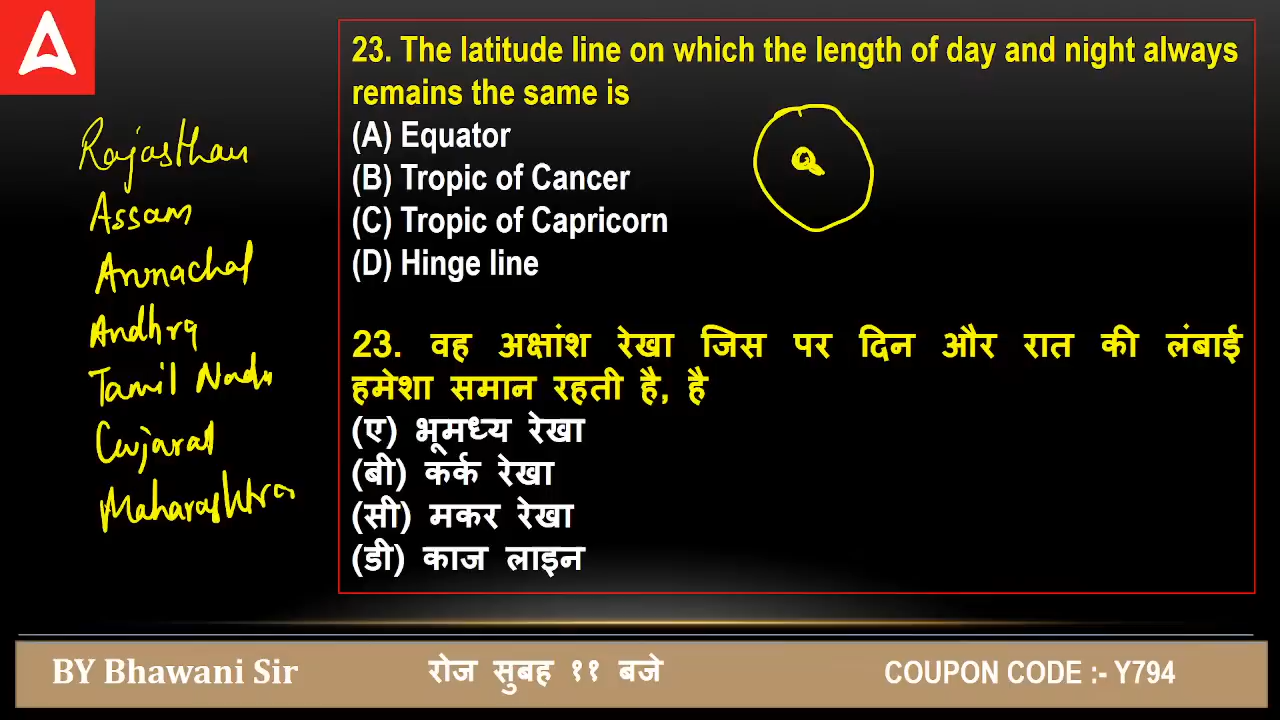 23. The latitude line on which the length of day and night always
remains the same is
(A) Equator
(B) Tropic of Cancer
(C) Tropic of Capricorn
(D) Hinge line
23. वह अक्षांश रेखा जिस पर दिन और रात की लंबाई
हमेशा समान रहती है, है
(ए) भूमध्य रेखा
(बी) कर्क रेखा
(सी) मकर रेखा
(डी) काज लाइन
Rajasthan
Assam
Arunachal
Andhra
Tamil Nadu
Gujarat
Maharashtra
BY Bhawani Sir
रोज सुबह ११ बजे
COUPON CODE :- Y794